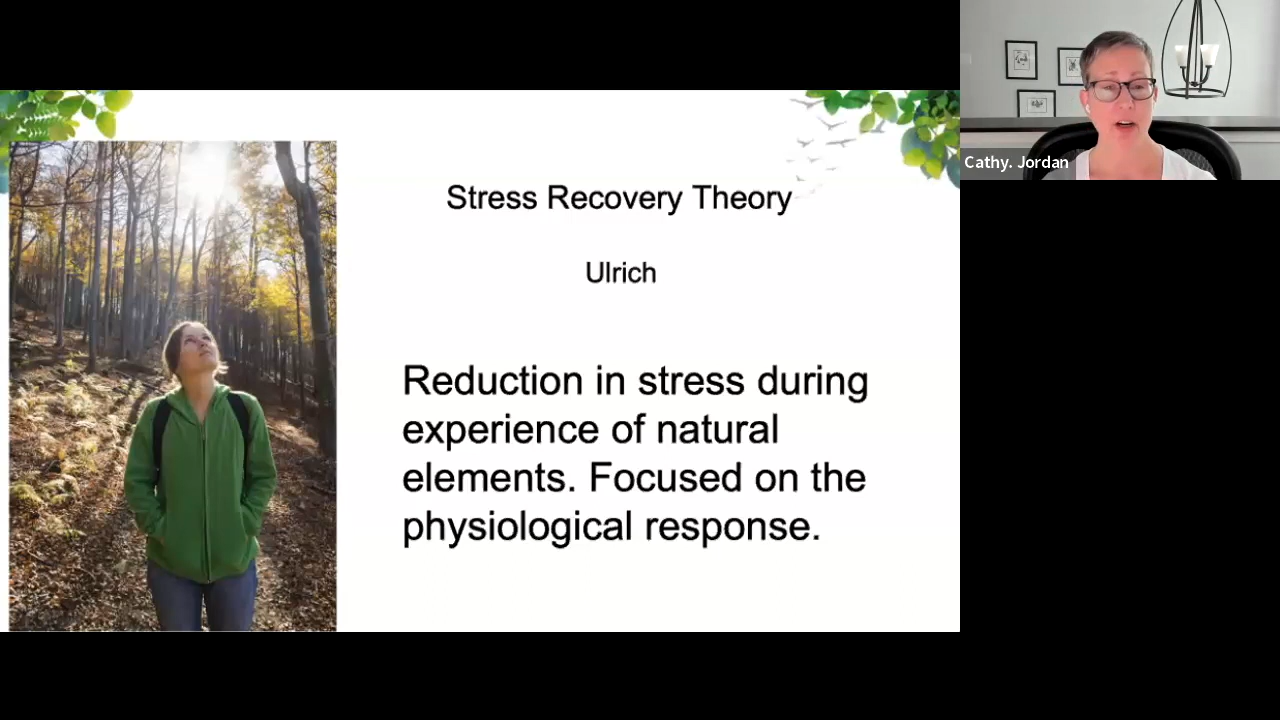 Cathy. Jordan
Stress Recovery Theory
Ulrich
Reduction in stress during
experience of natural
elements. Focused on the
physiological response.